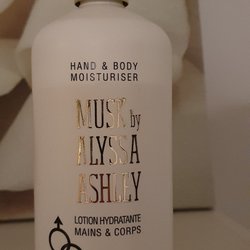 HAND & BODY
MOISTURISER
MUSK by
ALYSSA
ASHLEY
LOTION HYDRATANTE
MAINS & CORPS